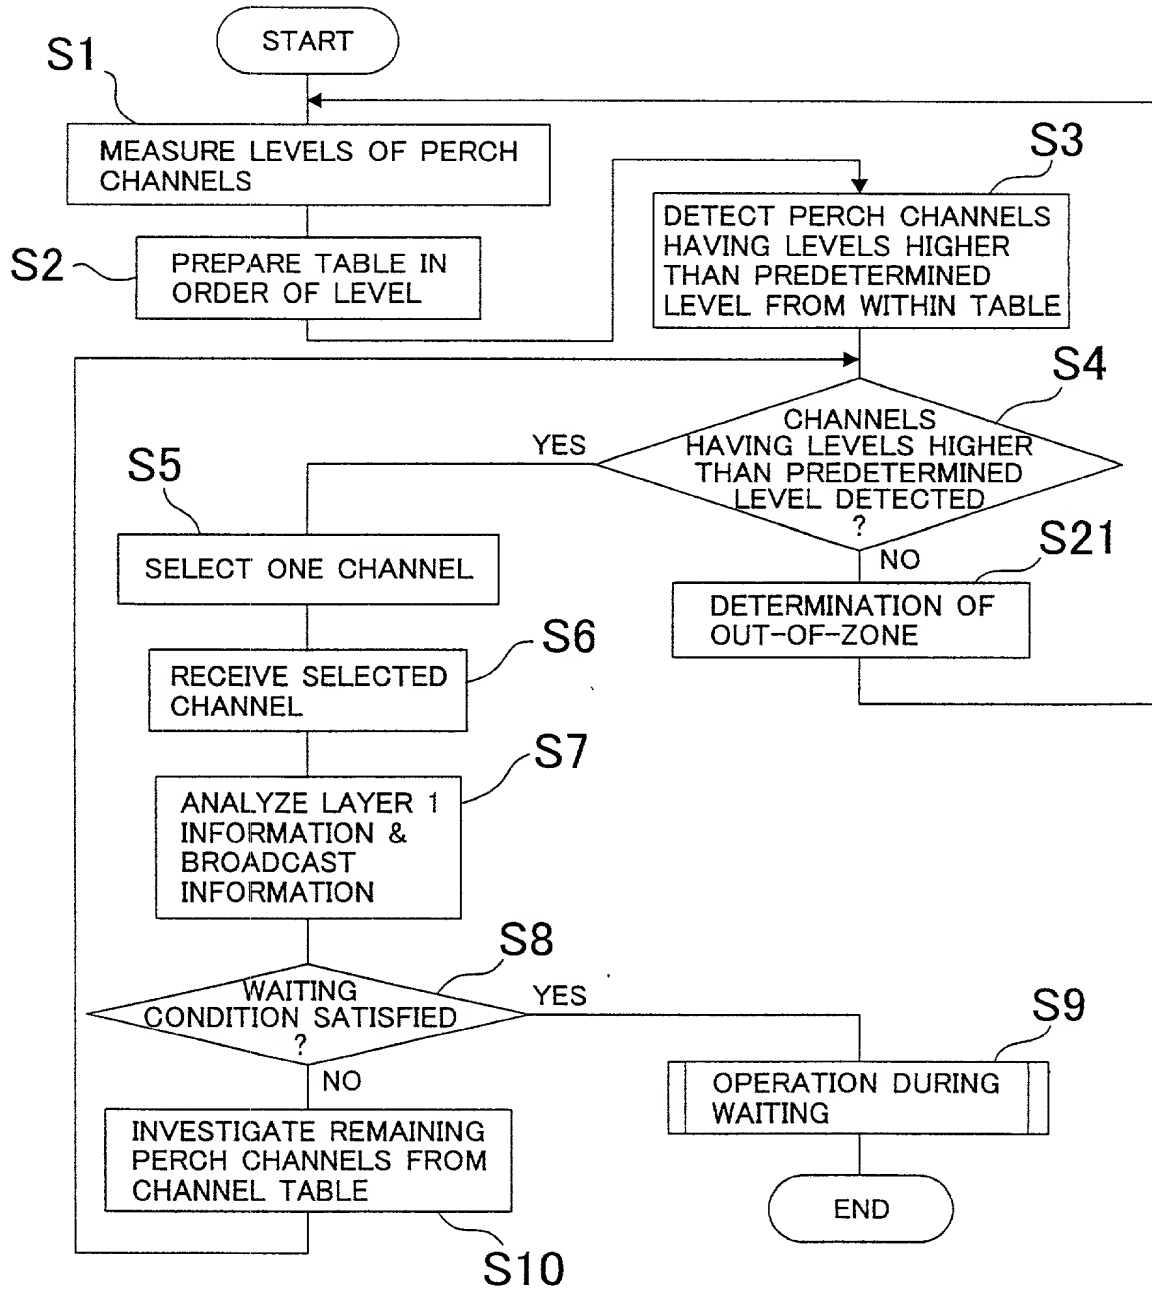 START
S1
MEASURE LEVELS OF PERCH
CHANNELS
S2
PREPARE TABLE IN
ORDER OF LEVEL
S3
DETECT PERCH CHANNELS
HAVING LEVELS HIGHER
THAN PREDETERMINED
LEVEL FROM WITHIN TABLE
S4
CHANNELS
HAVING LEVELS HIGHER
THAN PREDETERMINED
LEVEL DETECTED
?
YES
NO
S5
SELECT ONE CHANNEL
S21
DETERMINATION OF
OUT-OF-ZONE
S6
RECEIVE SELECTED
CHANNEL
S7
ANALYZE LAYER 1
INFORMATION &
BROADCAST
INFORMATION
S8
WAITING
CONDITION SATISFIED
?
YES
NO
S9
OPERATION DURING
WAITING
INVESTIGATE REMAINING
PERCH CHANNELS FROM
CHANNEL TABLE
S10
END